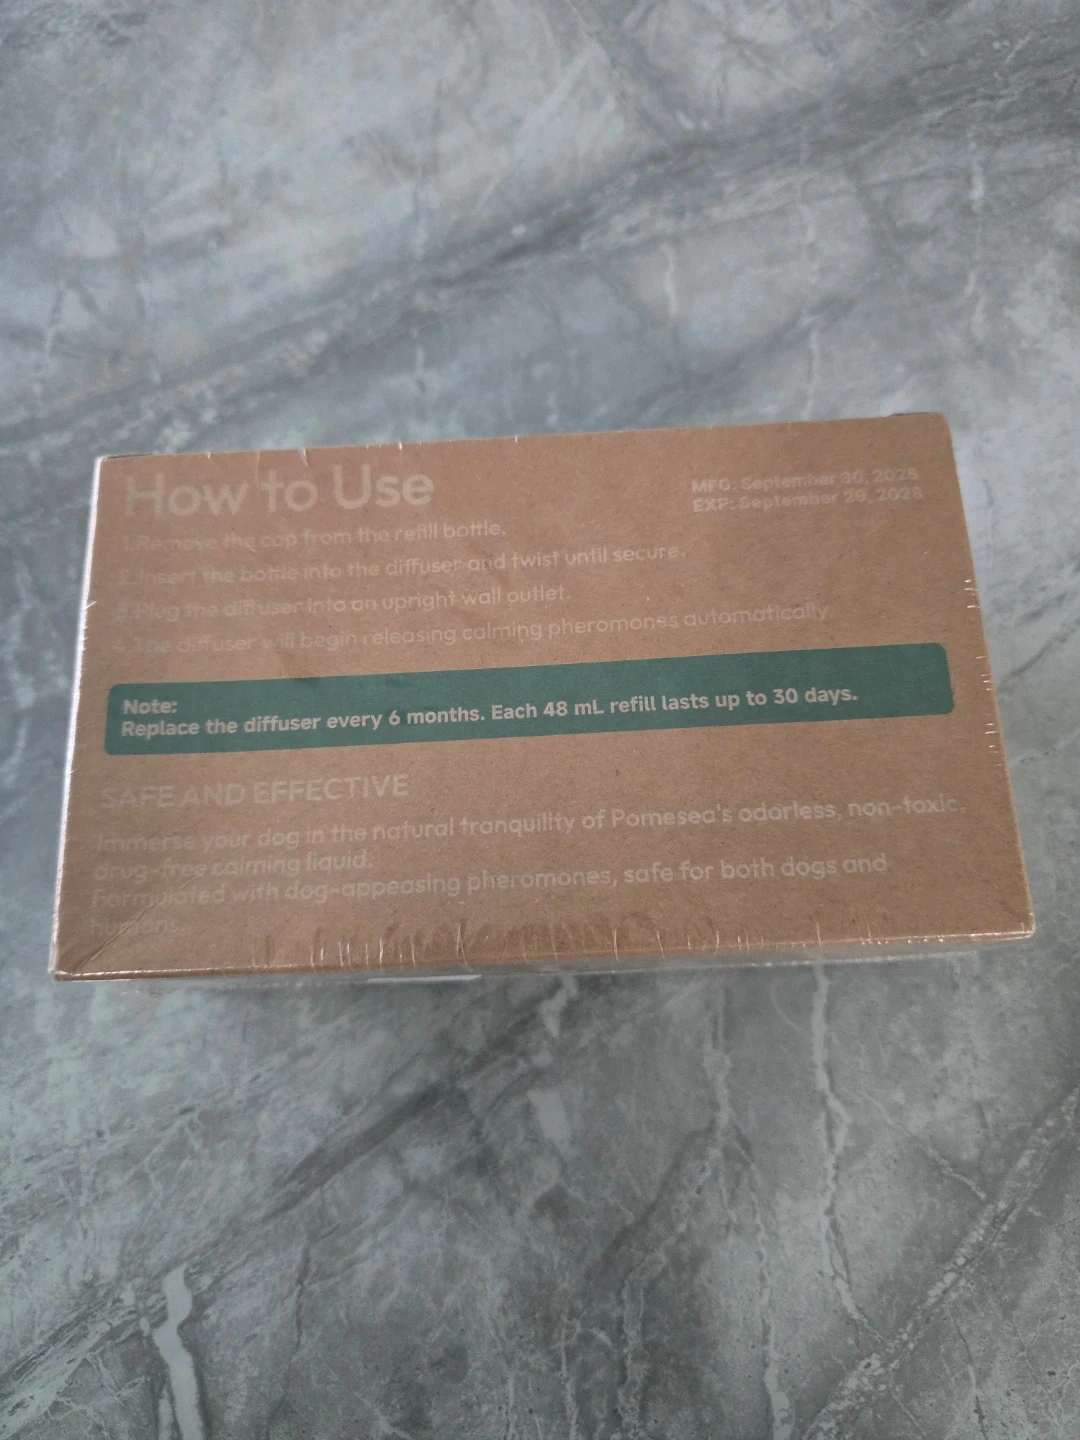 How to Use
MFG: September 30, 2025
EXP: September 29, 2028
1.Remove the cap from the refill bottle.
2.Insert the bottle into the diffuser and twist until secure.
3.Plug the diffuser into an upright wall outlet.
4.The diffuser will begin releasing calming pheromones automatically.
Note:
Replace the diffuser every 6 months. Each 48 mL refill lasts up to 30 days.
SAFE AND EFFECTIVE
Immerse your dog in the natural tranquility of Pomesea's odorless, non-toxic,
drug-free calming liquid.
Formulated with dog-appeasing pheromones, safe for both dogs and
humans.